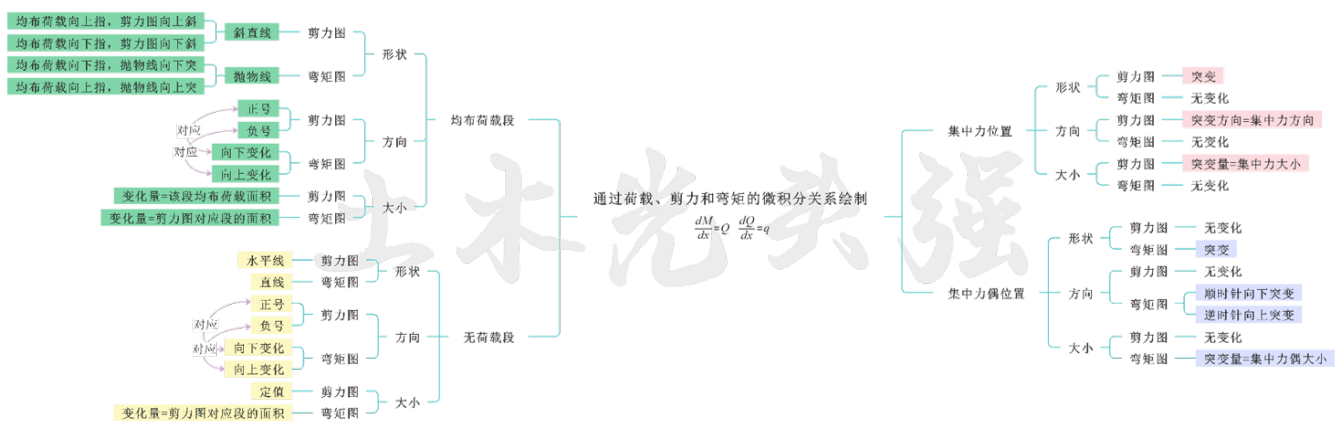 通过荷载、剪力和弯矩的微积分关系绘制
dM/dx=Q dQ/dx=q
均布荷载段
形状
剪力图
斜直线
均布荷载向上指，剪力图向上斜
均布荷载向下指，剪力图向下斜
弯矩图
抛物线
均布荷载向下指，抛物线向下突
均布荷载向上指，抛物线向上突
方向
剪力图
正号
负号
弯矩图
向下变化
向上变化
对应
对应
大小
剪力图
变化量=该段均布荷载面积
弯矩图
变化量=剪力图对应段的面积
无荷载段
形状
剪力图
水平线
弯矩图
直线
方向
剪力图
正号
负号
弯矩图
向下变化
向上变化
对应
对应
大小
剪力图
定值
弯矩图
变化量=剪力图对应段的面积
集中力位置
形状
剪力图
突变
弯矩图
无变化
方向
剪力图
突变方向=集中力方向
弯矩图
无变化
大小
剪力图
突变量=集中力大小
弯矩图
无变化
集中力偶位置
形状
剪力图
无变化
弯矩图
突变
方向
剪力图
无变化
弯矩图
顺时针向下突变
逆时针向上突变
大小
剪力图
无变化
弯矩图
突变量=集中力偶大小
土木光头强